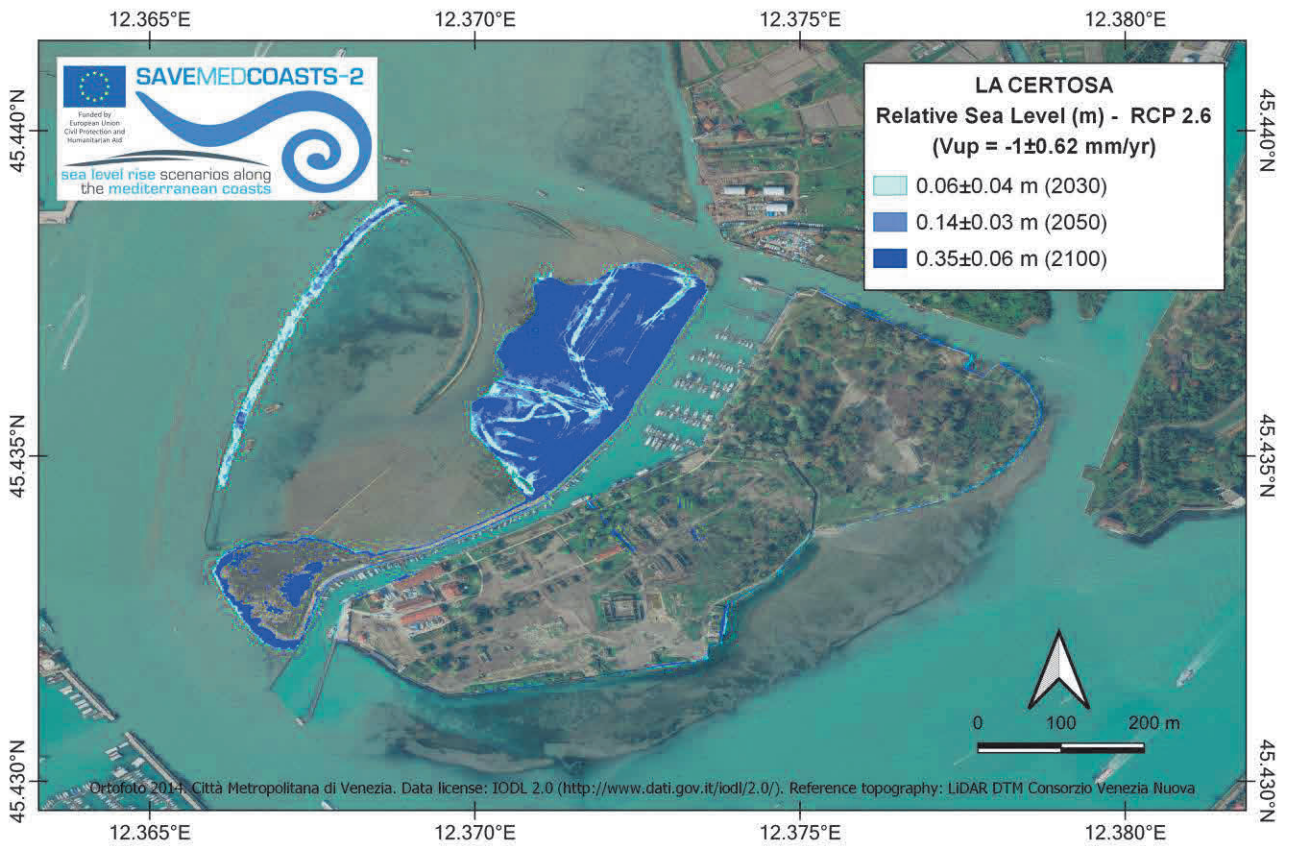 12.365°E 12.370°E 12.375°E 12.380°E
SAVEMEDCOASTS-2
Funded by
European Union
Civil Protection and
Humanitarian Aid
sea level rise scenarios along
the mediterranean coasts
LA CERTOSA
Relative Sea Level (m) - RCP 2.6
(Vup = -1±0.62 mm/yr)
0.06±0.04 m (2030)
0.14±0.03 m (2050)
0.35±0.06 m (2100)
45.440°N 45.440°N
45.435°N 45.435°N
45.430°N 45.430°N
0 100 200 m
Ortofoto 2014. Città Metropolitana di Venezia. Data license: IODL 2.0 (http://www.dati.gov.it/iodl/2.0/). Reference topography: LiDAR DTM Consorzio Venezia Nuova
12.365°E 12.370°E 12.375°E 12.380°E